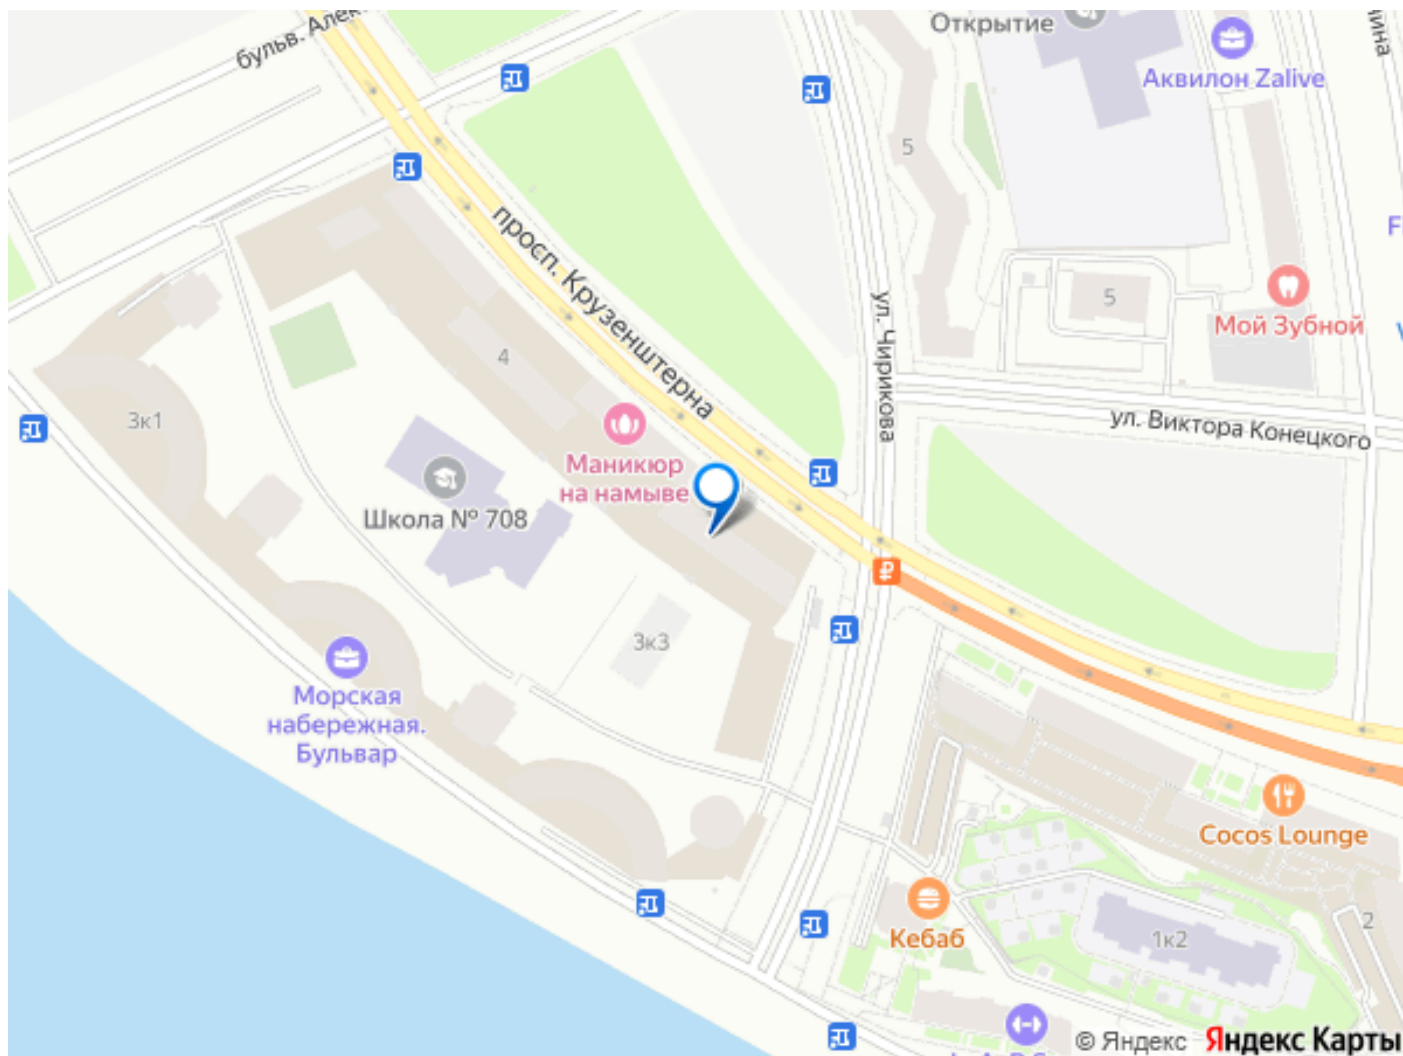 бульв. Алек
Открытие
Аквилон Zalive
чина
5
просп. Крузенштерна
ул. Чирикова
5
Мой Зубной
4
3к1
Маникюр
на намыве
ул. Виктора Конецкого
Школа № 708
3к3
Морская
набережная.
Бульвар
Cocos Lounge
Кебаб
1к2
2
© Яндекс Яндекс Карты